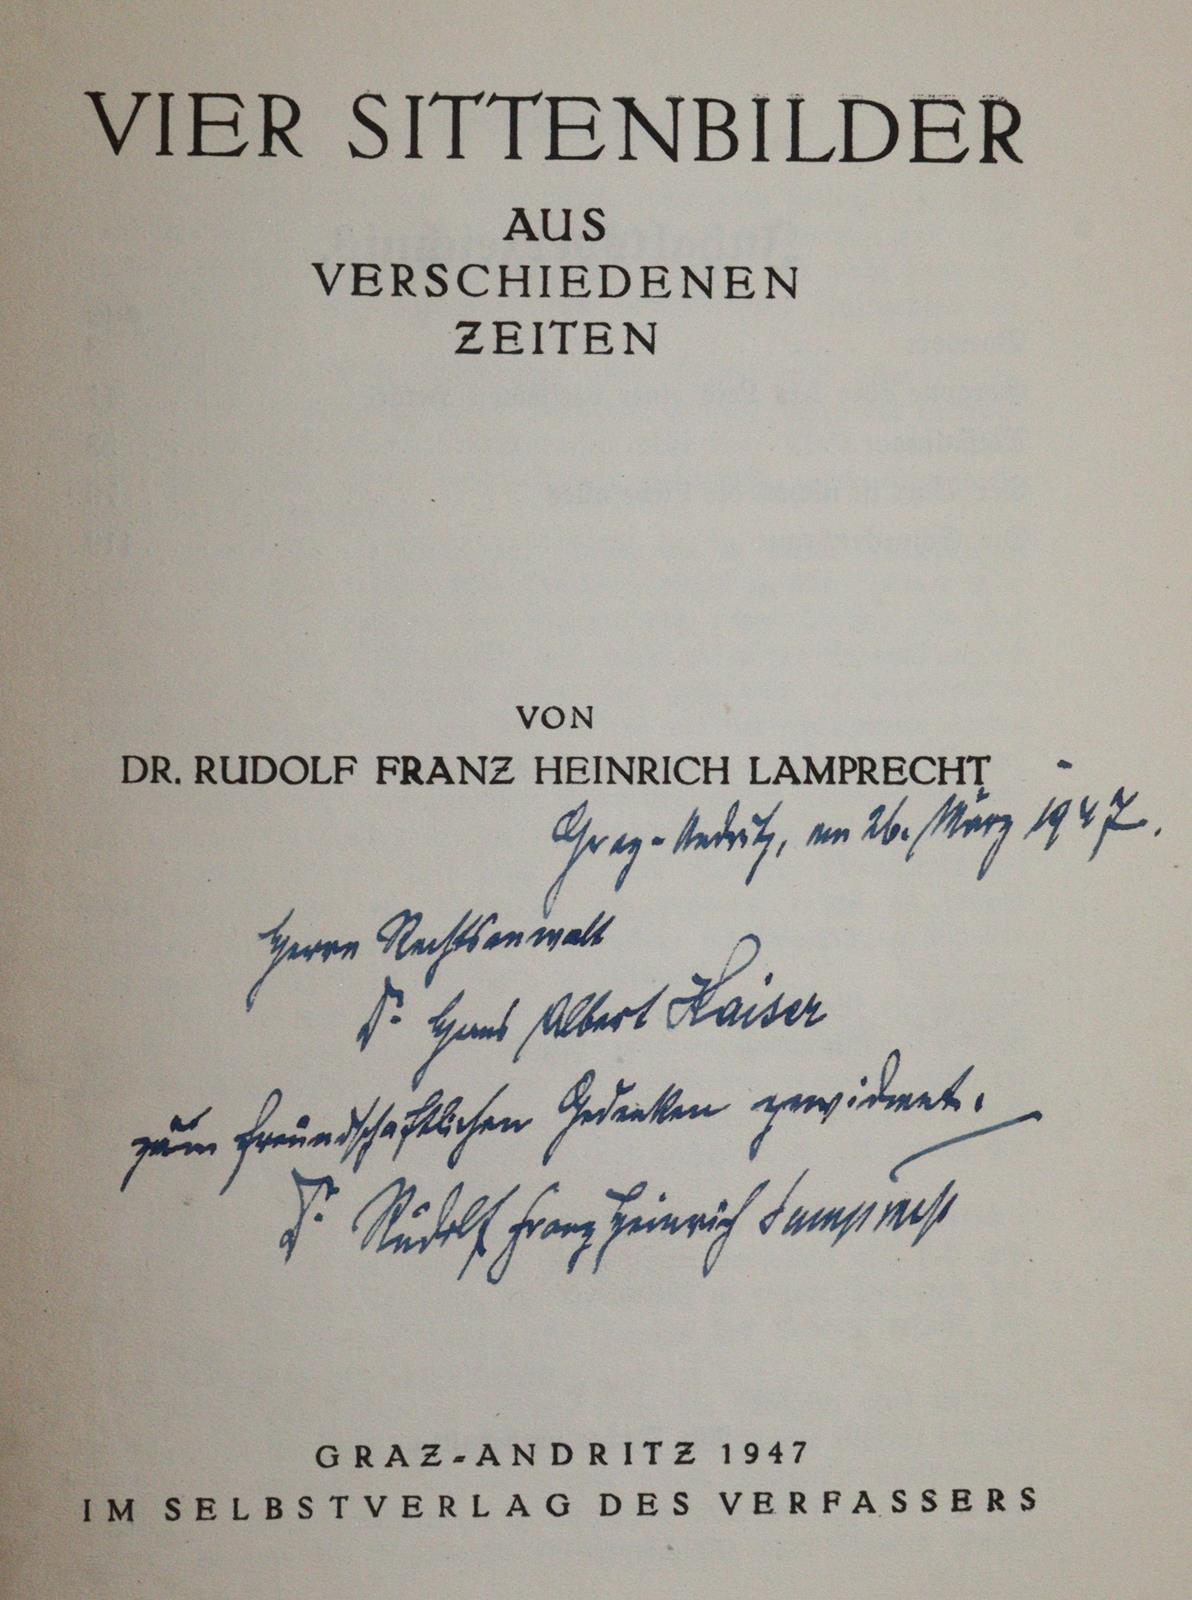 VIER SITTENBILDER
AUS
VERSCHIEDENEN
ZEITEN
VON
DR. RUDOLF FRANZ HEINRICH LAMPRECHT
Graz-Andritz, am 26. März 1947.
Herrn Rechtsanwalt
Dr. Hans Albert Kaiser
zum freundschaftlichen Gedenken gewidmet.
Dr. Rudolf Franz Heinrich Lamprecht
GRAZ-ANDRITZ 1947
IM SELBSTVERLAG DES VERFASSERS